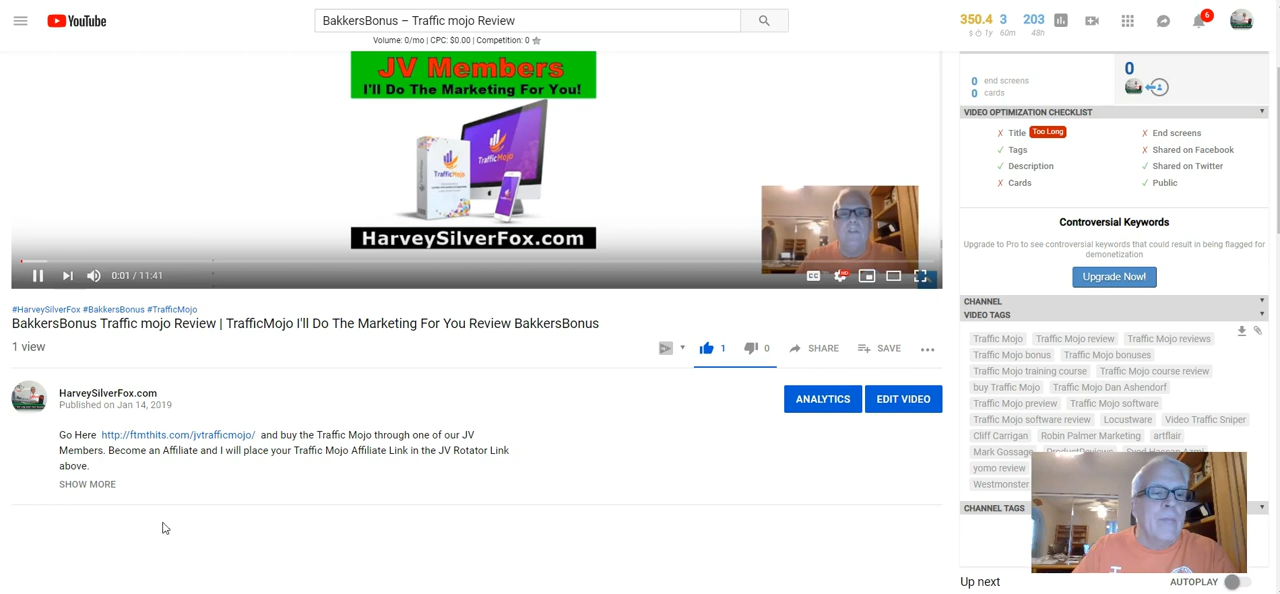 YouTube
BakkersBonus – Traffic mojo Review
Volume: 0/mo | CPC: $0.00 | Competition: 0
350.4 3 203
1y 60m 48h
6
JV Members
I'll Do The Marketing For You!
TrafficMojo
TrafficMojo
HarveySilverFox.com
0:01 / 11:41
CC
HD
#HarveySilverFox #BakkersBonus #TrafficMojo
BakkersBonus Traffic mojo Review | TrafficMojo I'll Do The Marketing For You Review BakkersBonus
1 view
1 0 SHARE SAVE
HarveySilverFox.com
Published on Jan 14, 2019
ANALYTICS EDIT VIDEO
Go Here http://ftmthits.com/jvtrafficmojo/ and buy the Traffic Mojo through one of our JV
Members. Become an Affiliate and I will place your Traffic Mojo Affiliate Link in the JV Rotator Link
above.
SHOW MORE
0 end screens
0 cards
0
VIDEO OPTIMIZATION CHECKLIST
✗ Title Too Long ✗ End screens
✓ Tags ✗ Shared on Facebook
✓ Description ✓ Shared on Twitter
✗ Cards ✓ Public
Controversial Keywords
Upgrade to Pro to see controversial keywords that could result in being flagged for
demonetization
Upgrade Now!
CHANNEL
VIDEO TAGS
Traffic Mojo Traffic Mojo review Traffic Mojo reviews
Traffic Mojo bonus Traffic Mojo bonuses
Traffic Mojo training course Traffic Mojo course review
buy Traffic Mojo Traffic Mojo Dan Ashendorf
Traffic Mojo preview Traffic Mojo software
Traffic Mojo software review Locustware Video Traffic Sniper
Cliff Carrigan Robin Palmer Marketing artflair
Mark Gossage ProductReviews Syed Hassan Azmi
yomo review
Westmonster
CHANNEL TAGS
Up next AUTOPLAY